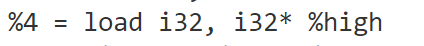 %4 = load i32, i32* %high